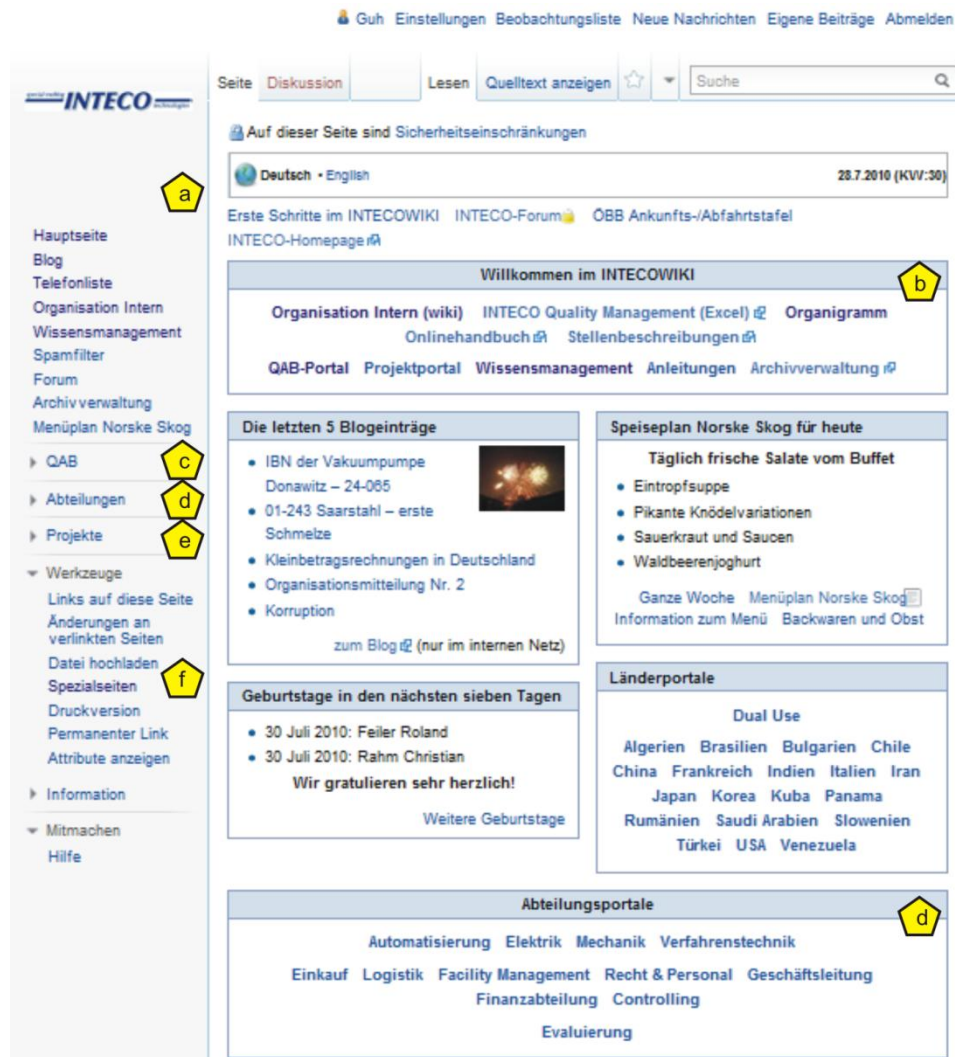 Guh Einstellungen Beobachtungsliste Neue Nachrichten Eigene Beiträge Abmelden
INTECO
Seite Diskussion Lesen Quelltext anzeigen Suche
Auf dieser Seite sind Sicherheitseinschränkungen
Deutsch • English 28.7.2010 (KW:30)
Erste Schritte im INTECOWIKI INTECO-Forum ÖBB Ankunfts-/Abfahrtstafel
INTECO-Homepage
a
Hauptseite
Blog
Telefonliste
Organisation Intern
Wissensmanagement
Spamfilter
Forum
Archivverwaltung
Menüplan Norske Skog
QAB c
Abteilungen d
Projekte e
Werkzeuge
Links auf diese Seite
Änderungen an
verlinkten Seiten
Datei hochladen
Spezialseiten f
Druckversion
Permanenter Link
Attribute anzeigen
Information
Mitmachen
Hilfe
Willkommen im INTECOWIKI b
Organisation Intern (wiki) INTECO Quality Management (Excel) Organigramm
Onlinehandbuch Stellenbeschreibungen
QAB-Portal Projektportal Wissensmanagement Anleitungen Archivverwaltung
Die letzten 5 Blogeinträge
• IBN der Vakuumpumpe
Donawitz – 24-065
• 01-243 Saarstahl – erste
Schmelze
• Kleinbetragsrechnungen in Deutschland
• Organisationsmitteilung Nr. 2
• Korruption
zum Blog (nur im internen Netz)
Speiseplan Norske Skog für heute
Täglich frische Salate vom Buffet
• Eintropfsuppe
• Pikante Knödelvariationen
• Sauerkraut und Saucen
• Waldbeerenjoghurt
Ganze Woche Menüplan Norske Skog
Information zum Menü Backwaren und Obst
Geburtstage in den nächsten sieben Tagen
• 30 Juli 2010: Feiler Roland
• 30 Juli 2010: Rahm Christian
Wir gratulieren sehr herzlich!
Weitere Geburtstage
Länderportale
Dual Use
Algerien Brasilien Bulgarien Chile
China Frankreich Indien Italien Iran
Japan Korea Kuba Panama
Rumänien Saudi Arabien Slowenien
Türkei USA Venezuela
Abteilungsportale d
Automatisierung Elektrik Mechanik Verfahrenstechnik
Einkauf Logistik Facility Management Recht & Personal Geschäftsleitung
Finanzabteilung Controlling
Evaluierung